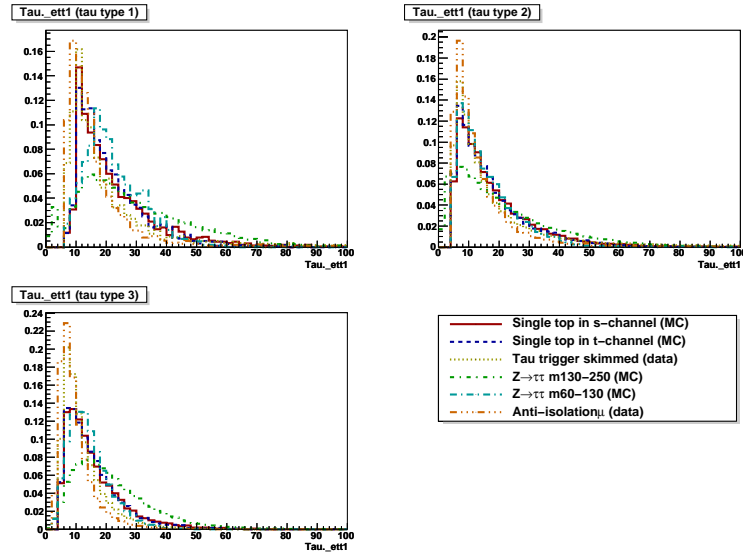 Tau._ett1 (tau type 1)
0.16
0.14
0.12
0.1
0.08
0.06
0.04
0.02
0
0 10 20 30 40 50 60 70 80 90 100
Tau._ett1
Tau._ett1 (tau type 2)
0.2
0.18
0.16
0.14
0.12
0.1
0.08
0.06
0.04
0.02
0
0 10 20 30 40 50 60 70 80 90 100
Tau._ett1
Tau._ett1 (tau type 3)
0.24
0.22
0.2
0.18
0.16
0.14
0.12
0.1
0.08
0.06
0.04
0.02
0
0 10 20 30 40 50 60 70 80 90 100
Tau._ett1
Single top in s-channel (MC)
Single top in t-channel (MC)
Tau trigger skimmed (data)
Z→ττ m130-250 (MC)
Z→ττ m60-130 (MC)
Anti-isolationμ (data)